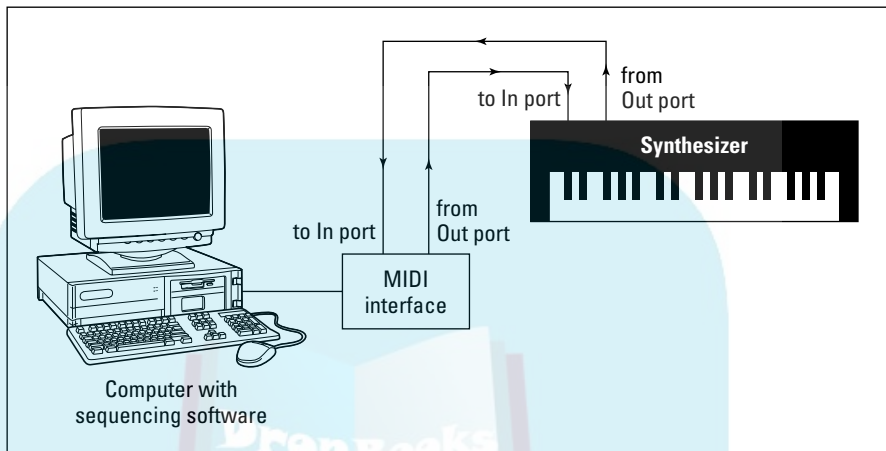 to In port
from
Out port
Synthesizer
to In port
from
Out port
MIDI
interface
Computer with
sequencing software
DropBooks